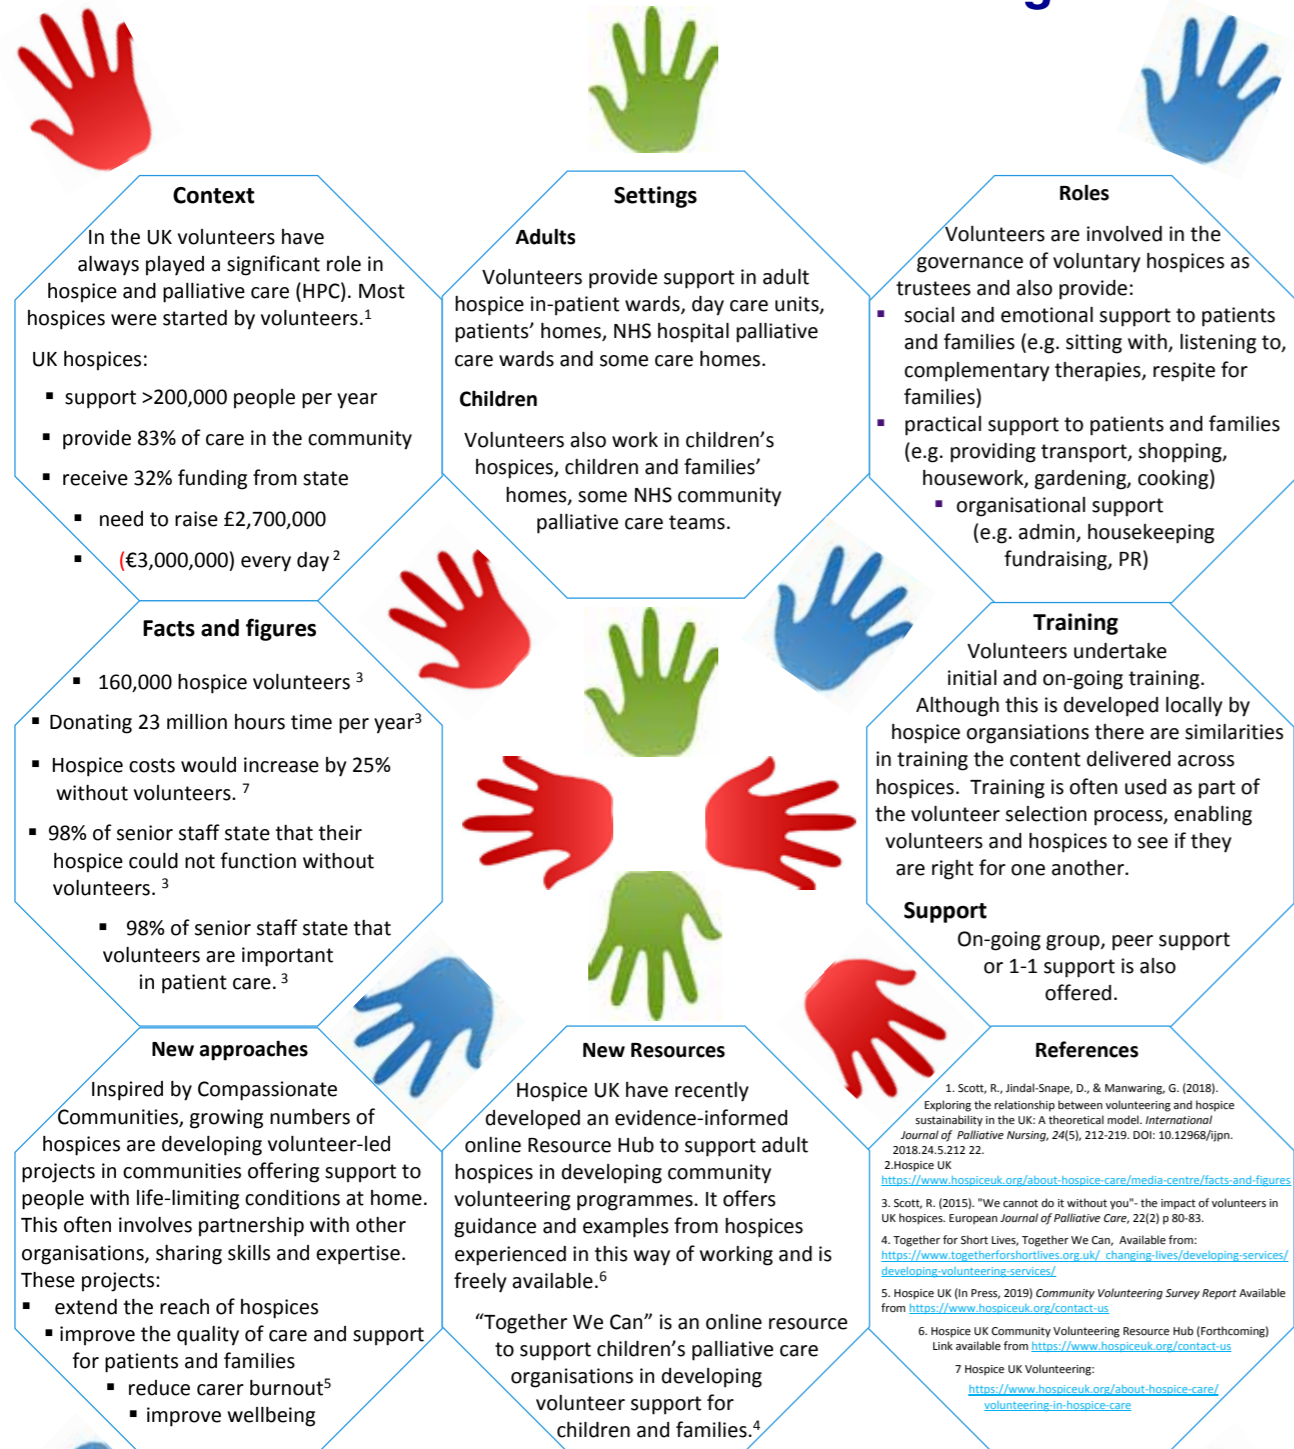 g
Context
In the UK volunteers have
always played a significant role in
hospice and palliative care (HPC). Most
hospices were started by volunteers.1
UK hospices:
▪ support >200,000 people per year
▪ provide 83% of care in the community
▪ receive 32% funding from state
▪ need to raise £2,700,000
▪ (€3,000,000) every day 2
Settings
Adults
Volunteers provide support in adult
hospice in-patient wards, day care units,
patients’ homes, NHS hospital palliative
care wards and some care homes.
Children
Volunteers also work in children’s
hospices, children and families’
homes, some NHS community
palliative care teams.
Roles
Volunteers are involved in the
governance of voluntary hospices as
trustees and also provide:
▪ social and emotional support to patients
and families (e.g. sitting with, listening to,
complementary therapies, respite for
families)
▪ practical support to patients and families
(e.g. providing transport, shopping,
housework, gardening, cooking)
▪ organisational support
(e.g. admin, housekeeping
fundraising, PR)
Facts and figures
▪ 160,000 hospice volunteers 3
▪ Donating 23 million hours time per year3
▪ Hospice costs would increase by 25%
without volunteers. 7
▪ 98% of senior staff state that their
hospice could not function without
volunteers. 3
▪ 98% of senior staff state that
volunteers are important
in patient care. 3
Training
Volunteers undertake
initial and on-going training.
Although this is developed locally by
hospice organsiations there are similarities
in training the content delivered across
hospices. Training is often used as part of
the volunteer selection process, enabling
volunteers and hospices to see if they
are right for one another.
Support
On-going group, peer support
or 1-1 support is also
offered.
New approaches
Inspired by Compassionate
Communities, growing numbers of
hospices are developing volunteer-led
projects in communities offering support to
people with life-limiting conditions at home.
This often involves partnership with other
organisations, sharing skills and expertise.
These projects:
▪ extend the reach of hospices
▪ improve the quality of care and support
for patients and families
▪ reduce carer burnout5
▪ improve wellbeing
New Resources
Hospice UK have recently
developed an evidence-informed
online Resource Hub to support adult
hospices in developing community
volunteering programmes. It offers
guidance and examples from hospices
experienced in this way of working and is
freely available.6
“Together We Can” is an online resource
to support children’s palliative care
organisations in developing
volunteer support for
children and families.4
References
1. Scott, R., Jindal-Snape, D., & Manwaring, G. (2018).
Exploring the relationship between volunteering and hospice
sustainability in the UK: A theoretical model. International
Journal of Palliative Nursing, 24(5), 212-219. DOI: 10.12968/ijpn.
2018.24.5.212 22.
2.Hospice UK
https://www.hospiceuk.org/about-hospice-care/media-centre/facts-and-figures
3. Scott, R. (2015). "We cannot do it without you"- the impact of volunteers in
UK hospices. European Journal of Palliative Care, 22(2) p 80-83.
4. Together for Short Lives, Together We Can, Available from:
https://www.togetherforshortlives.org.uk/ changing-lives/developing-services/
developing-volunteering-services/
5. Hospice UK (In Press, 2019) Community Volunteering Survey Report Available
from https://www.hospiceuk.org/contact-us
6. Hospice UK Community Volunteering Resource Hub (Forthcoming)
Link available from https://www.hospiceuk.org/contact-us
7 Hospice UK Volunteering:
https://www.hospiceuk.org/about-hospice-care/
volunteering-in-hospice-care